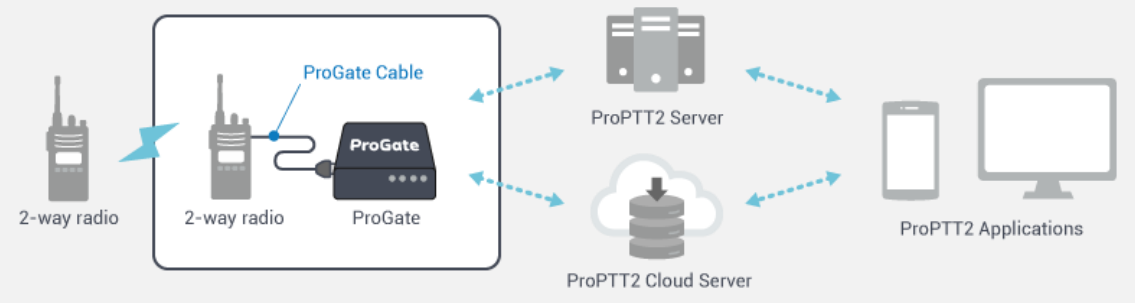 ProGate Cable
ProGate
2-way radio
2-way radio
ProGate
ProPTT2 Server
ProPTT2 Cloud Server
ProPTT2 Applications